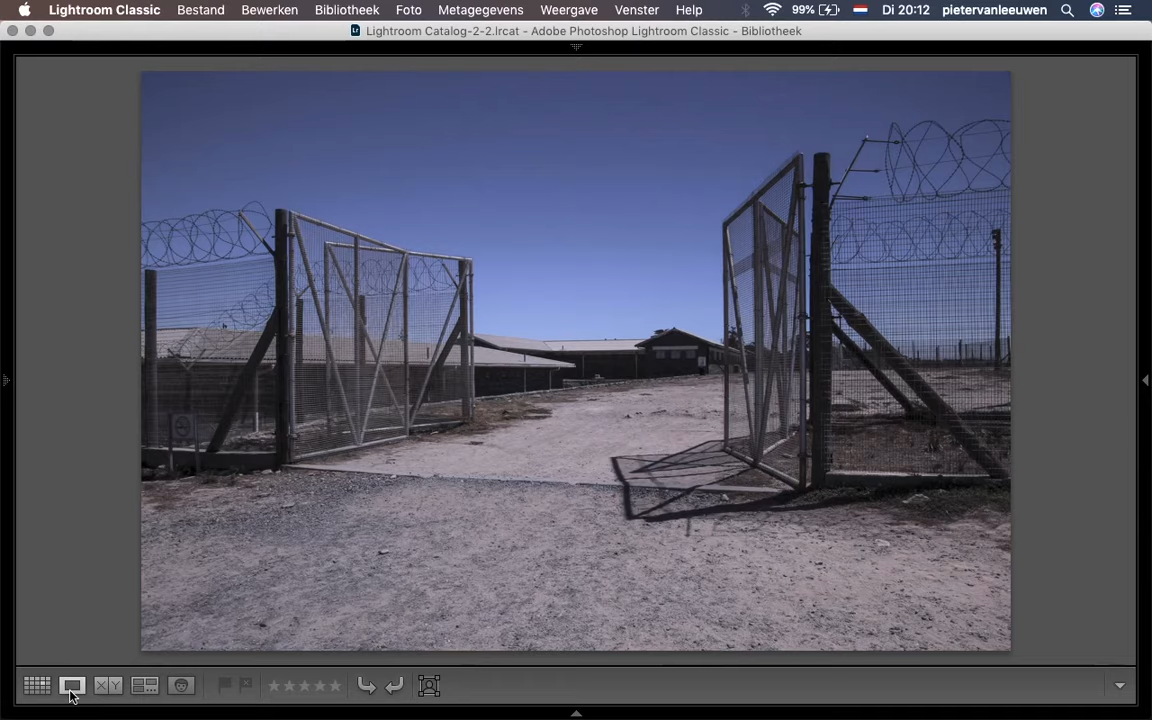 Lightroom Classic Bestand Bewerken Bibliotheek Foto Metagegevens Weergave Venster Help 99% Di 20:12 pietervanleeuwen
Lightroom Catalog-2-2.lrcat - Adobe Photoshop Lightroom Classic - Bibliotheek
X Y